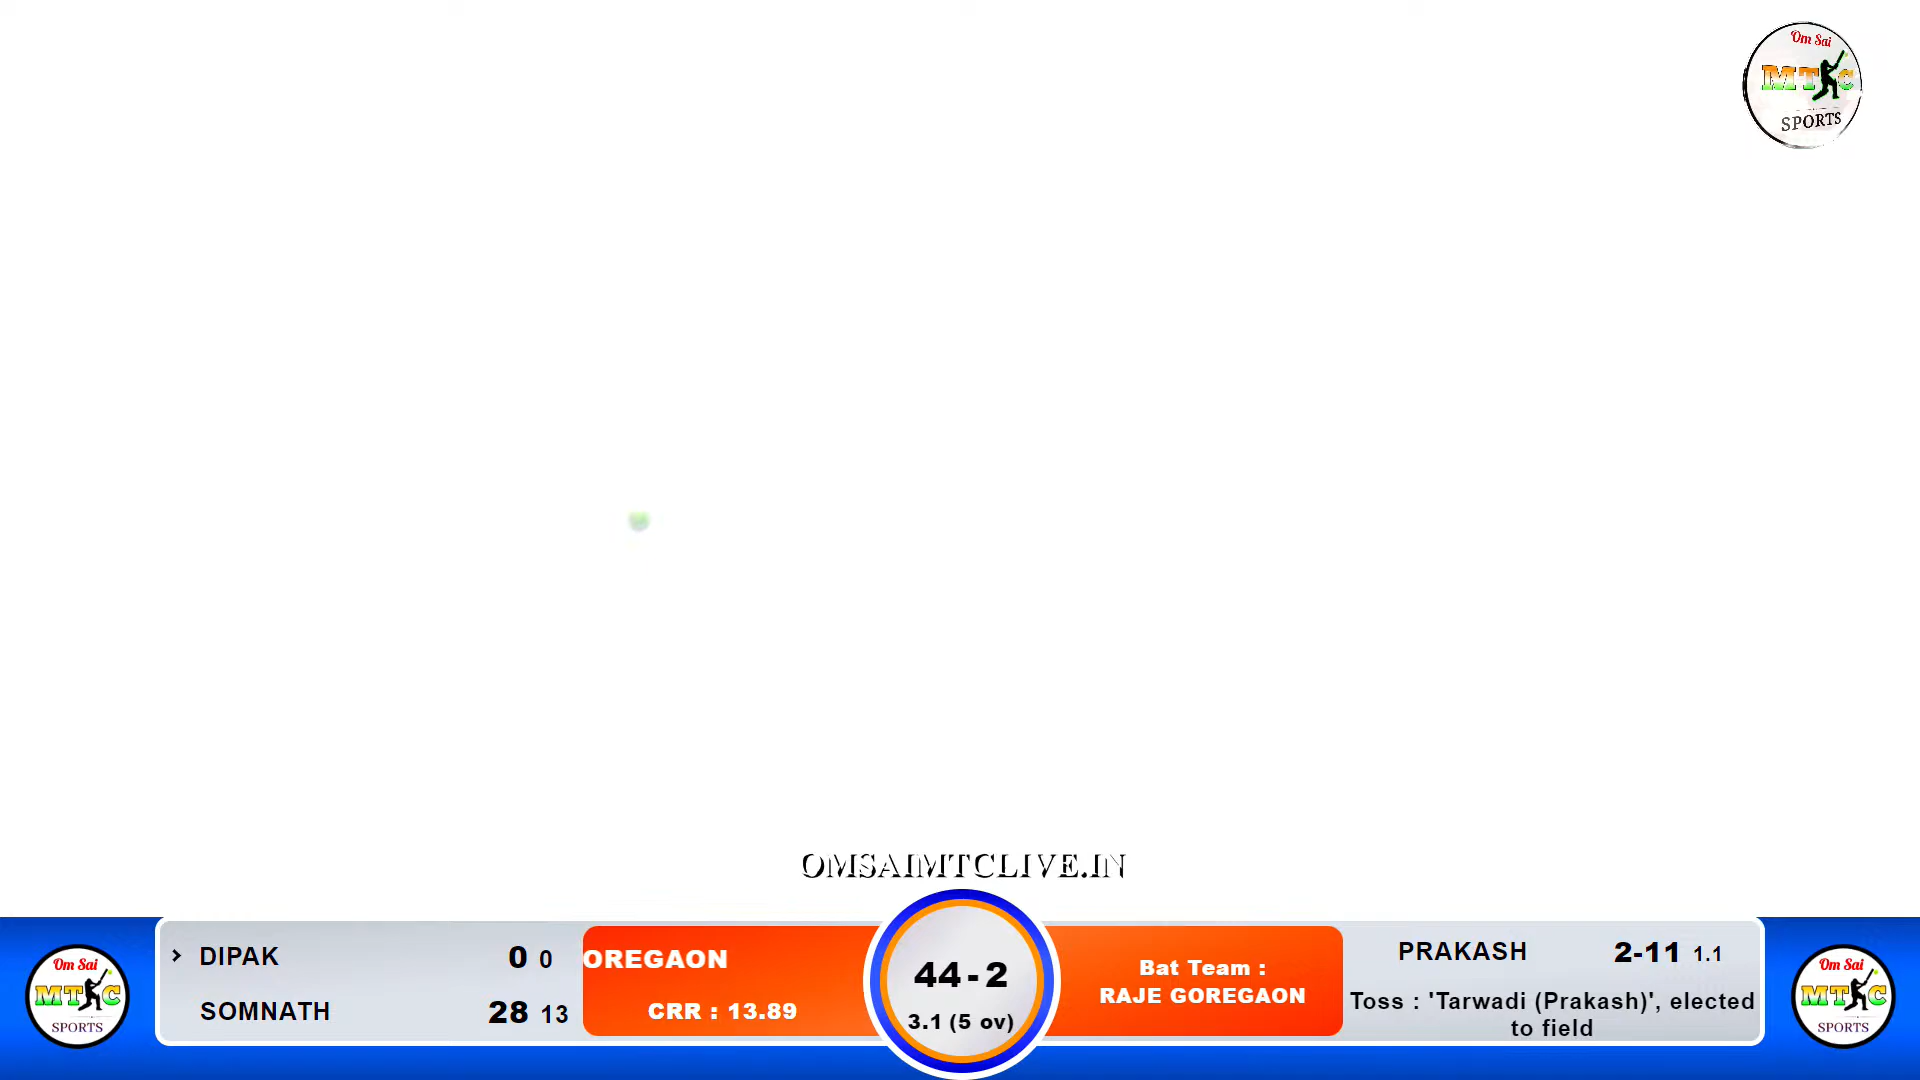 Om Sai
MTC
SPORTS
OMSAIMTCLIVE.IN
DIPAK 0 0
SOMNATH 28 13
OREGAON
CRR : 13.89
44-2
3.1 (5 ov)
Bat Team :
RAJE GOREGAON
PRAKASH 2-11 1.1
Toss : 'Tarwadi (Prakash)', elected
to field
Om Sai
MTC
SPORTS
Om Sai
MTC
SPORTS